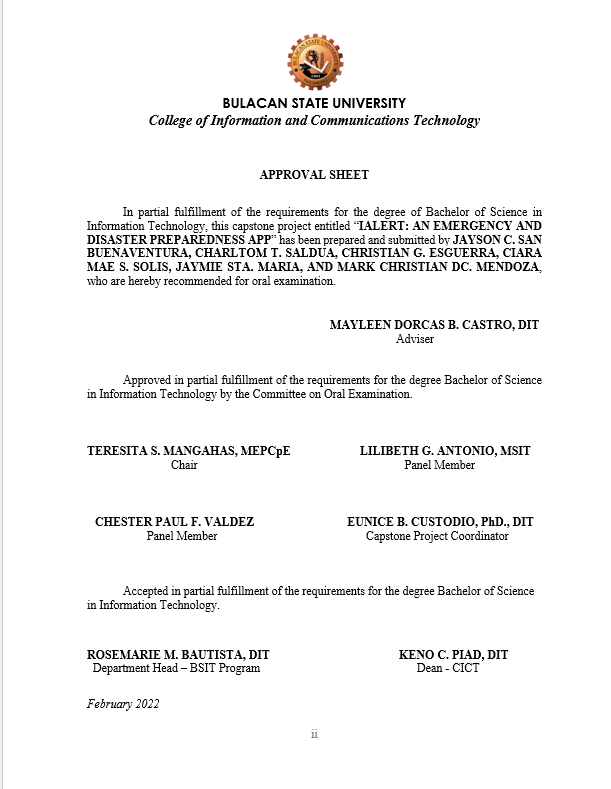 BULACAN STATE UNIVERSITY
College of Information and Communications Technology
APPROVAL SHEET
In partial fulfillment of the requirements for the degree of Bachelor of Science in
Information Technology, this capstone project entitled “IALERT: AN EMERGENCY AND
DISASTER PREPAREDNESS APP” has been prepared and submitted by JAYSON C. SAN
BUENAVENTURA, CHARLTOM T. SALDUA, CHRISTIAN G. ESGUERRA, CIARA
MAE S. SOLIS, JAYMIE STA. MARIA, AND MARK CHRISTIAN DC. MENDOZA,
who are hereby recommended for oral examination.
MAYLEEN DORCAS B. CASTRO, DIT
Adviser
Approved in partial fulfillment of the requirements for the degree Bachelor of Science
in Information Technology by the Committee on Oral Examination.
TERESITA S. MANGAHAS, MEPCpE LILIBETH G. ANTONIO, MSIT
Chair Panel Member
CHESTER PAUL F. VALDEZ EUNICE B. CUSTODIO, PhD., DIT
Panel Member Capstone Project Coordinator
Accepted in partial fulfillment of the requirements for the degree Bachelor of Science
in Information Technology.
ROSEMARIE M. BAUTISTA, DIT KENO C. PIAD, DIT
Department Head – BSIT Program Dean - CICT
February 2022
ii